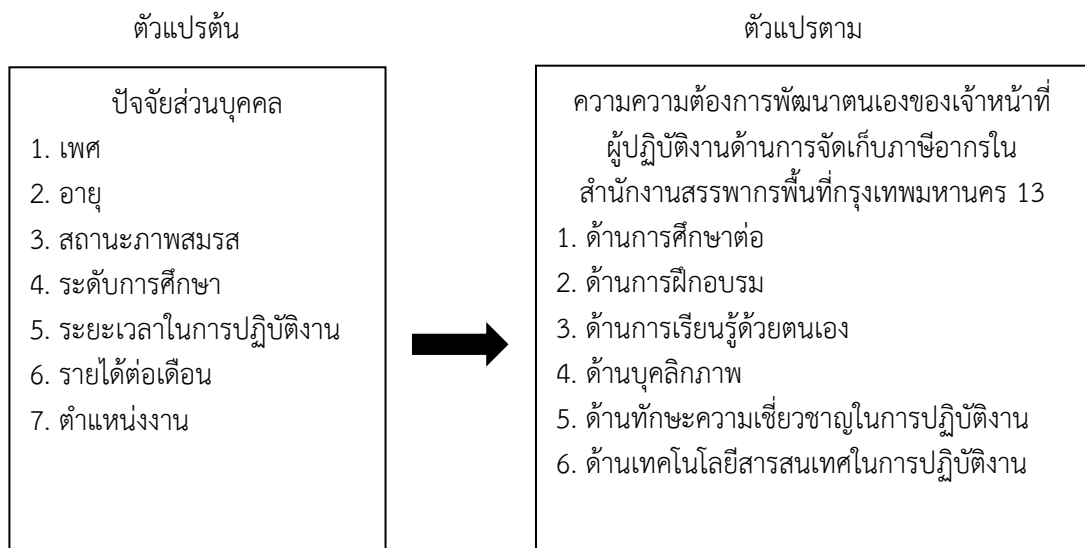 ตัวแปรต้น
ตัวแปรตาม
ปัจจัยส่วนบุคคล
1. เพศ
2. อายุ
3. สถานะภาพสมรส
4. ระดับการศึกษา
5. ระยะเวลาในการปฏิบัติงาน
6. รายได้ต่อเดือน
7. ตำแหน่งงาน
ความความต้องการพัฒนาตนเองของเจ้าหน้าที่
ผู้ปฏิบัติงานด้านการจัดเก็บภาษีอากรใน
สำนักงานสรรพากรพื้นที่กรุงเทพมหานคร 13
1. ด้านการศึกษาต่อ
2. ด้านการฝึกอบรม
3. ด้านการเรียนรู้ด้วยตนเอง
4. ด้านบุคลิกภาพ
5. ด้านทักษะความเชี่ยวชาญในการปฏิบัติงาน
6. ด้านเทคโนโลยีสารสนเทศในการปฏิบัติงาน